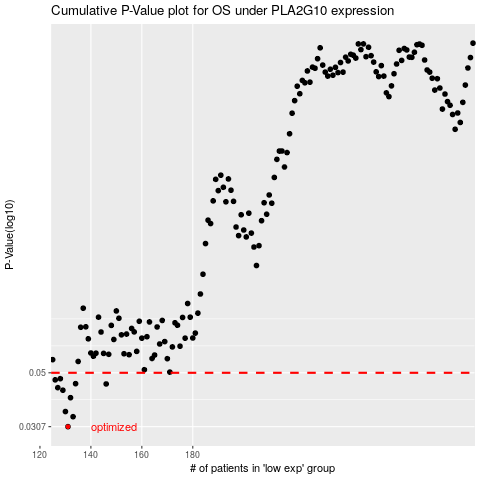 Cumulative P-Value plot for OS under PLA2G10 expression
P-Value(log10)
0.05
0.0307
optimized
120 140 160 180
# of patients in 'low exp' group